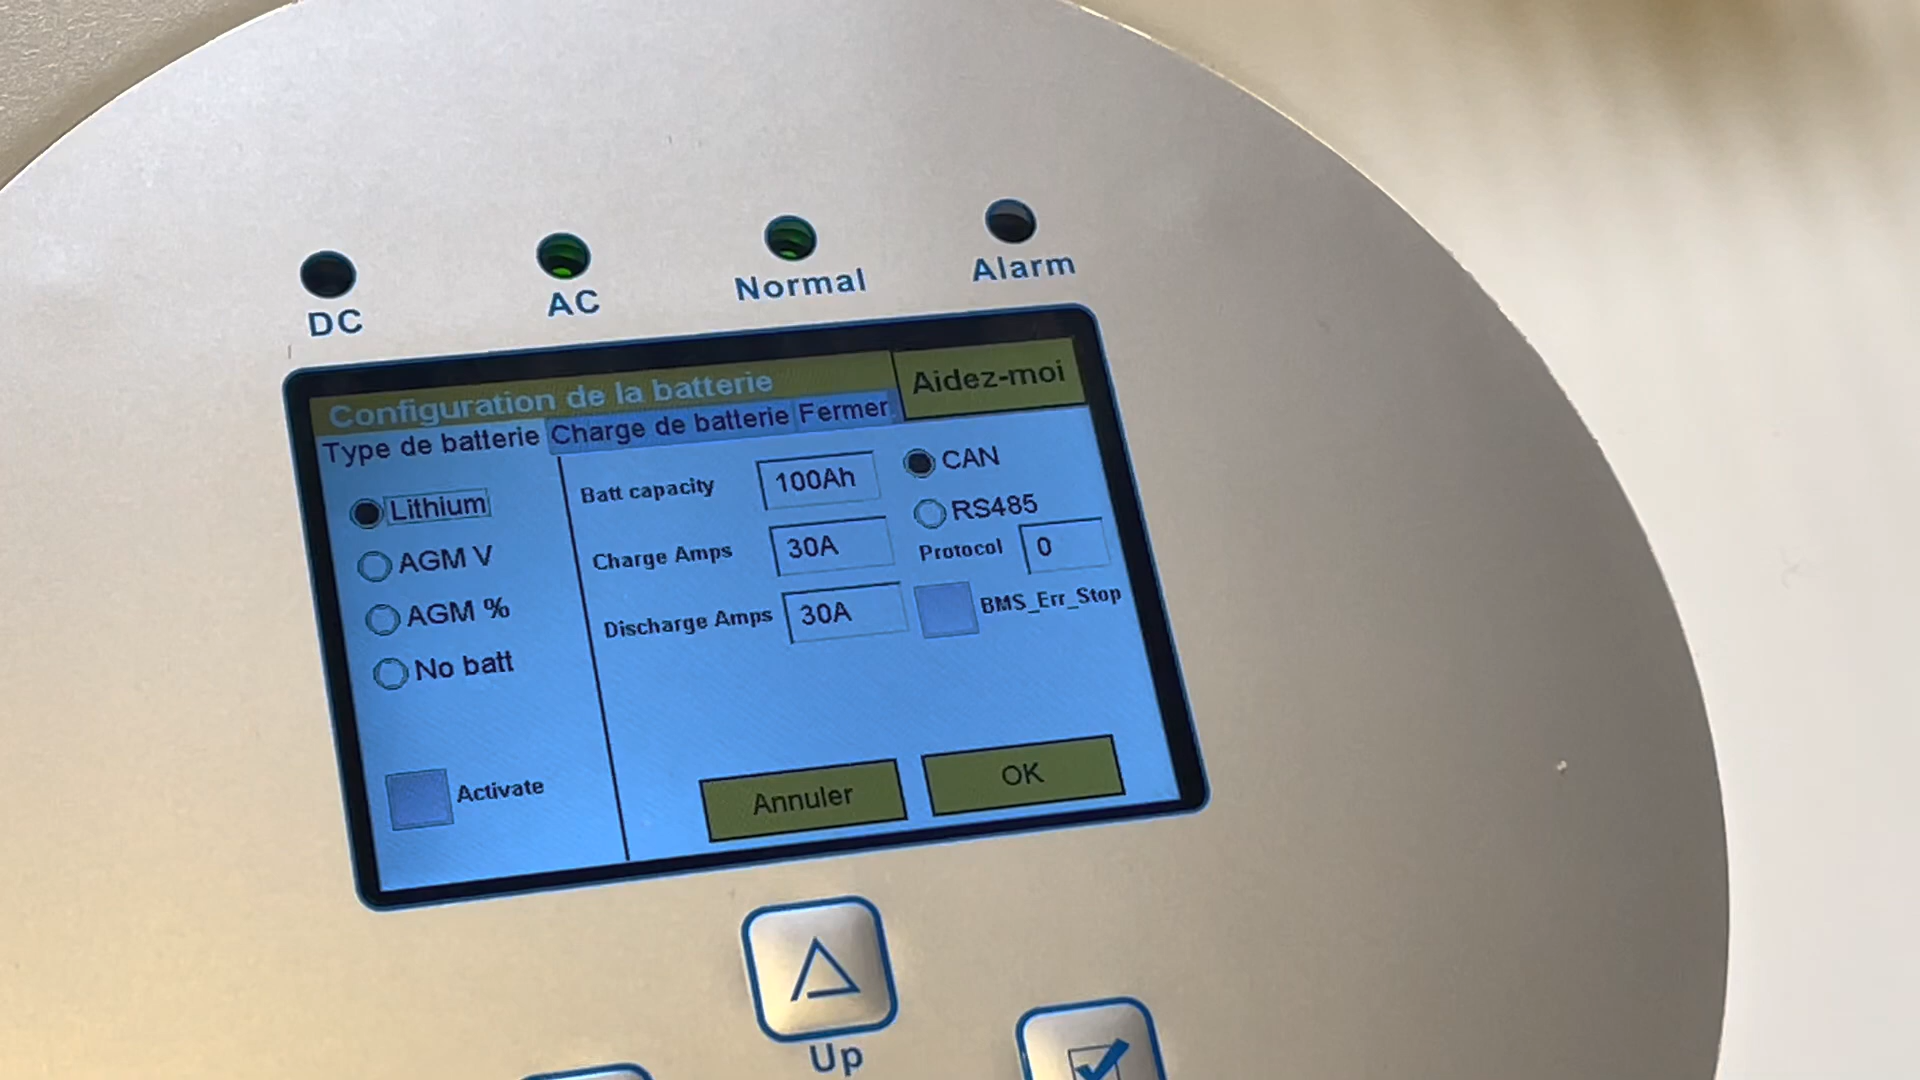 DC
AC
Normal
Alarm
Configuration de la batterie
Aidez-moi
Type de batterie Charge de batterie Fermer
Lithium
AGM V
AGM %
No batt
Activate
Batt capacity 100Ah
Charge Amps 30A
Discharge Amps 30A
CAN
RS485
Protocol 0
BMS_Err_Stop
Annuler
OK
Up